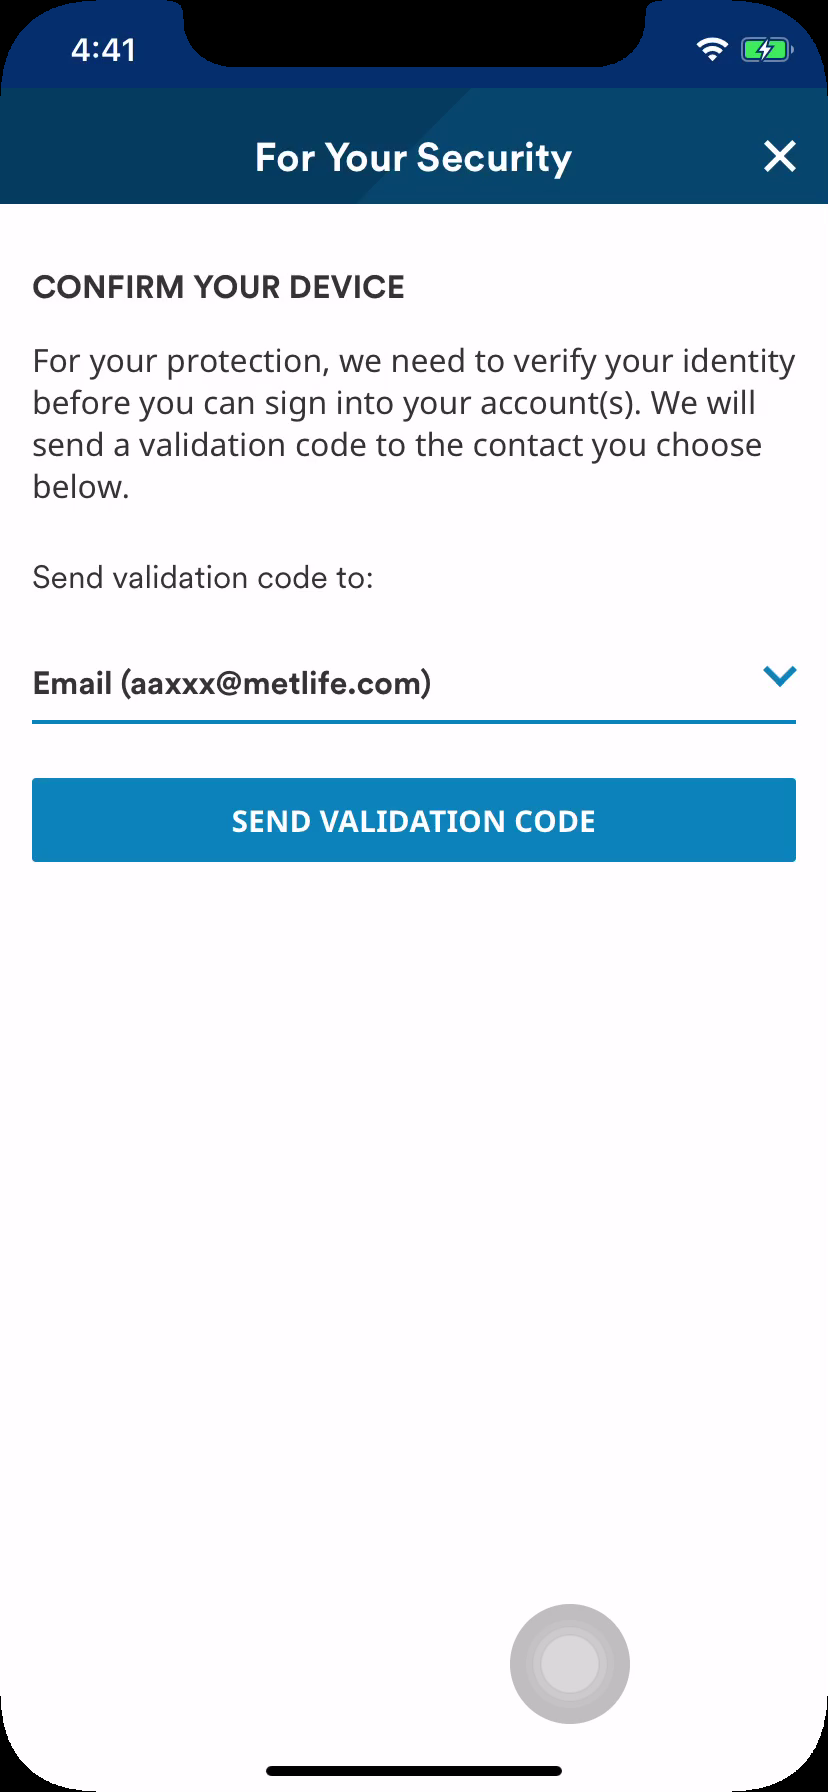 4:41
For Your Security
CONFIRM YOUR DEVICE
For your protection, we need to verify your identity
before you can sign into your account(s). We will
send a validation code to the contact you choose
below.
Send validation code to:
Email (aaxxx@metlife.com)
SEND VALIDATION CODE